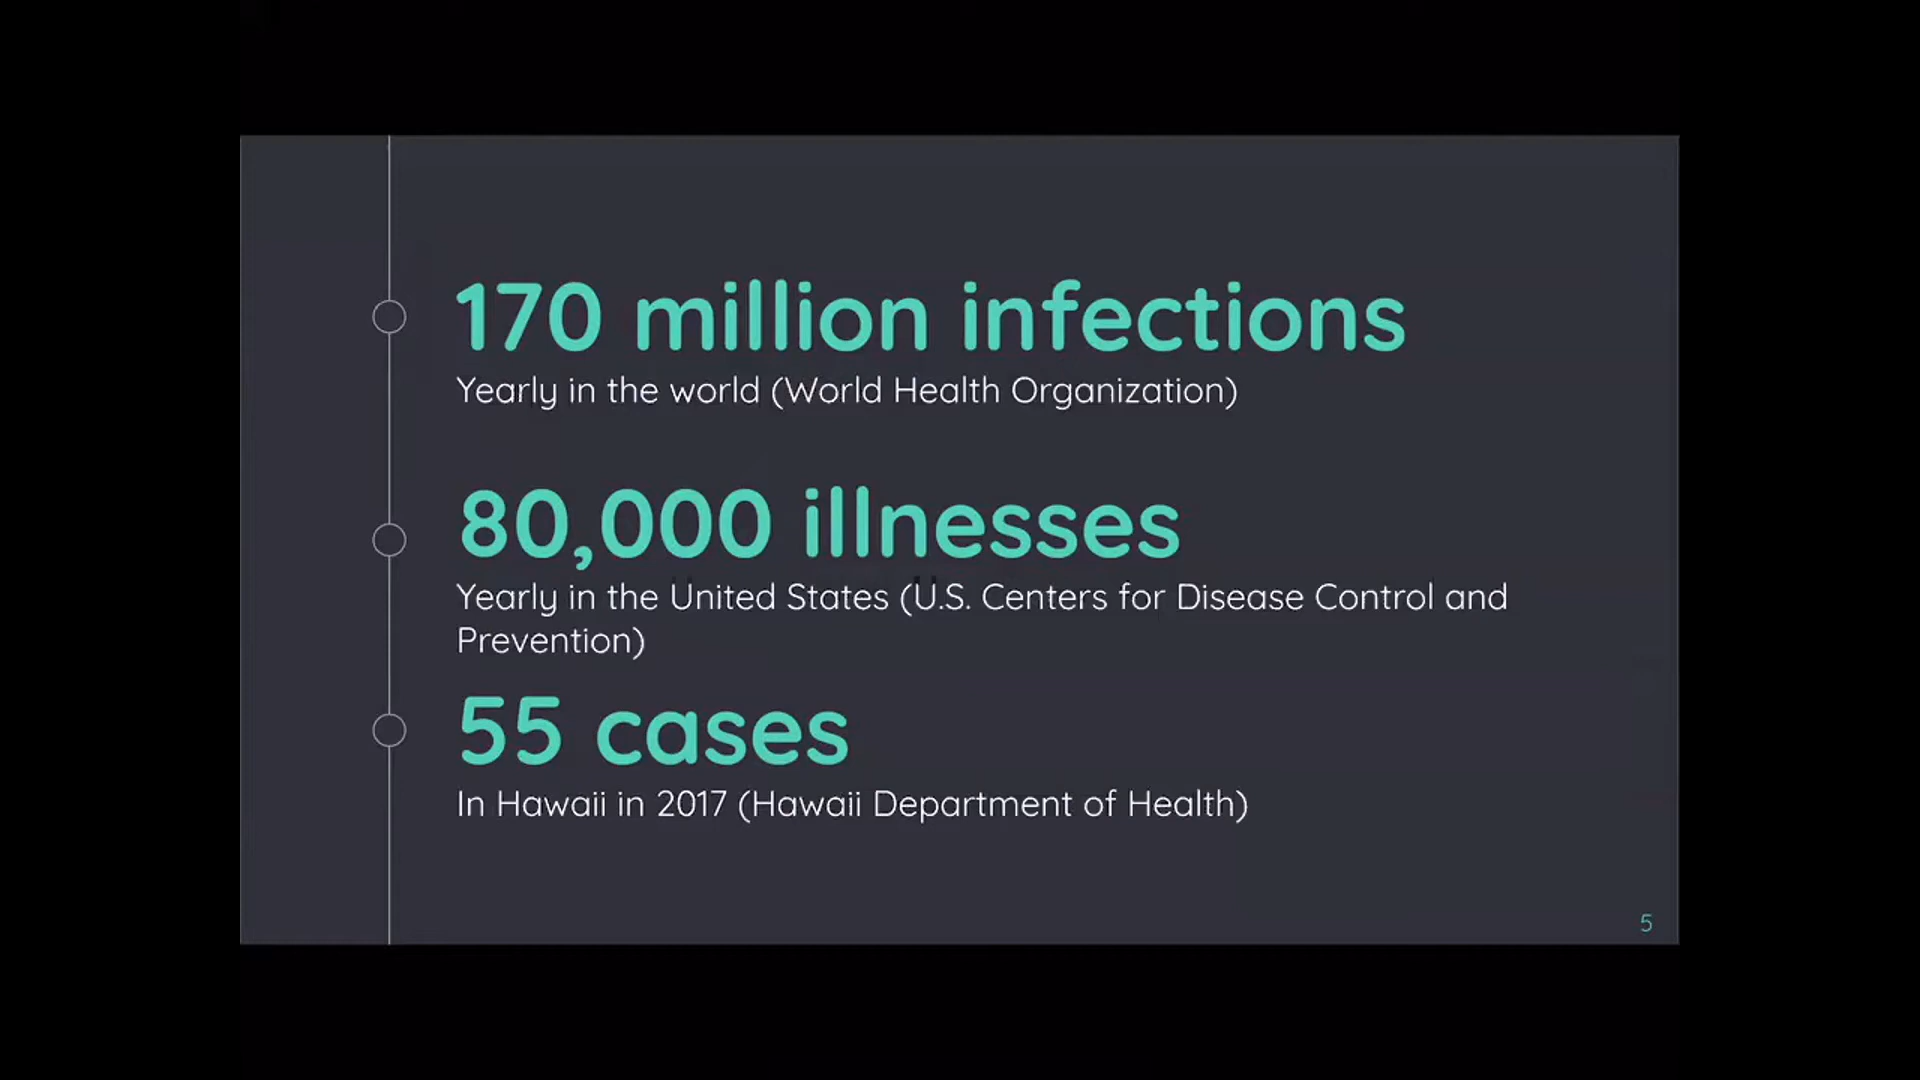 170 million infections
Yearly in the world (World Health Organization)
80,000 illnesses
Yearly in the United States (U.S. Centers for Disease Control and
Prevention)
55 cases
In Hawaii in 2017 (Hawaii Department of Health)
5